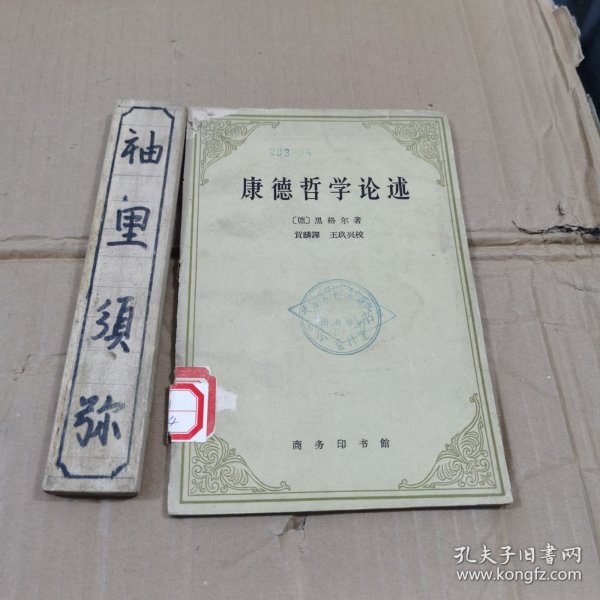 袖里須弥
康德哲学论述
〔德〕黑格尔著
賀麟譯 王玖兴校
商务印书館
孔夫子旧书网
www.kongfz.com